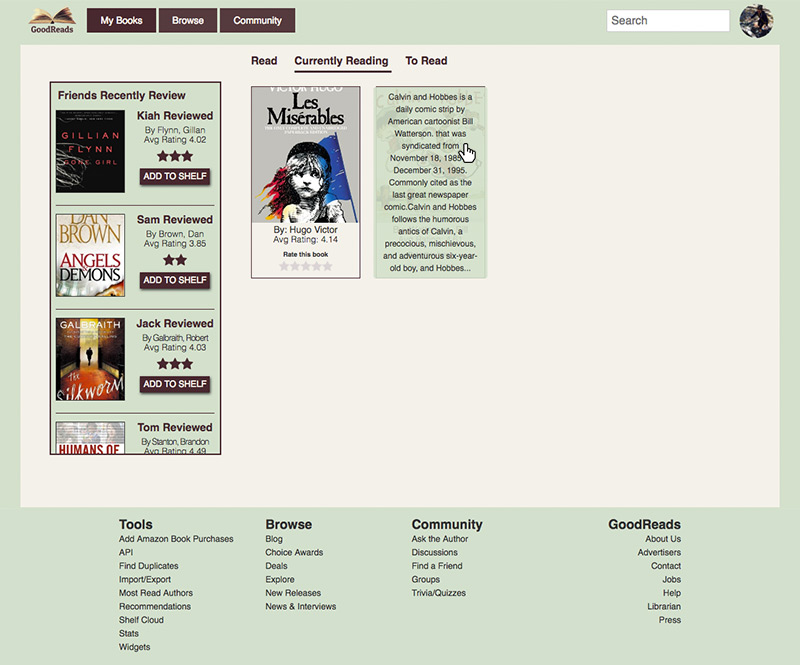 GoodReads
My Books
Browse
Community
Search
Read
Currently Reading
To Read
Friends Recently Review
GILLIAN
FLYNN
GONE GIRL
Kiah Reviewed
By Flynn, Gillan
Avg Rating 4.02
ADD TO SHELF
DAN
BROWN
ANGELS
DEMONS
Sam Reviewed
By Brown, Dan
Avg Rating 3.85
ADD TO SHELF
GALBRAITH
the
Silkworm
Jack Reviewed
By Galbraith, Robert
Avg Rating 4.03
ADD TO SHELF
HUMANS OF
Tom Reviewed
By Stanton, Brandon
Avg Rating 4.49
VICTOR HUGO
Les
Misérables
By: Hugo Victor
Avg Rating: 4.14
Rate this book
Calvin and Hobbes is a
daily comic strip by
American cartoonist Bill
Watterson. that was
syndicated from
November 18, 1985
December 31, 1995.
Commonly cited as the
last great newspaper
comic.Calvin and Hobbes
follows the humorous
antics of Calvin, a
precocious, mischievous,
and adventurous six-year-
old boy, and Hobbes...
Tools
Add Amazon Book Purchases
API
Find Duplicates
Import/Export
Most Read Authors
Recommendations
Shelf Cloud
Stats
Widgets
Browse
Blog
Choice Awards
Deals
Explore
New Releases
News & Interviews
Community
Ask the Author
Discussions
Find a Friend
Groups
Trivia/Quizzes
GoodReads
About Us
Advertisers
Contact
Jobs
Help
Librarian
Press